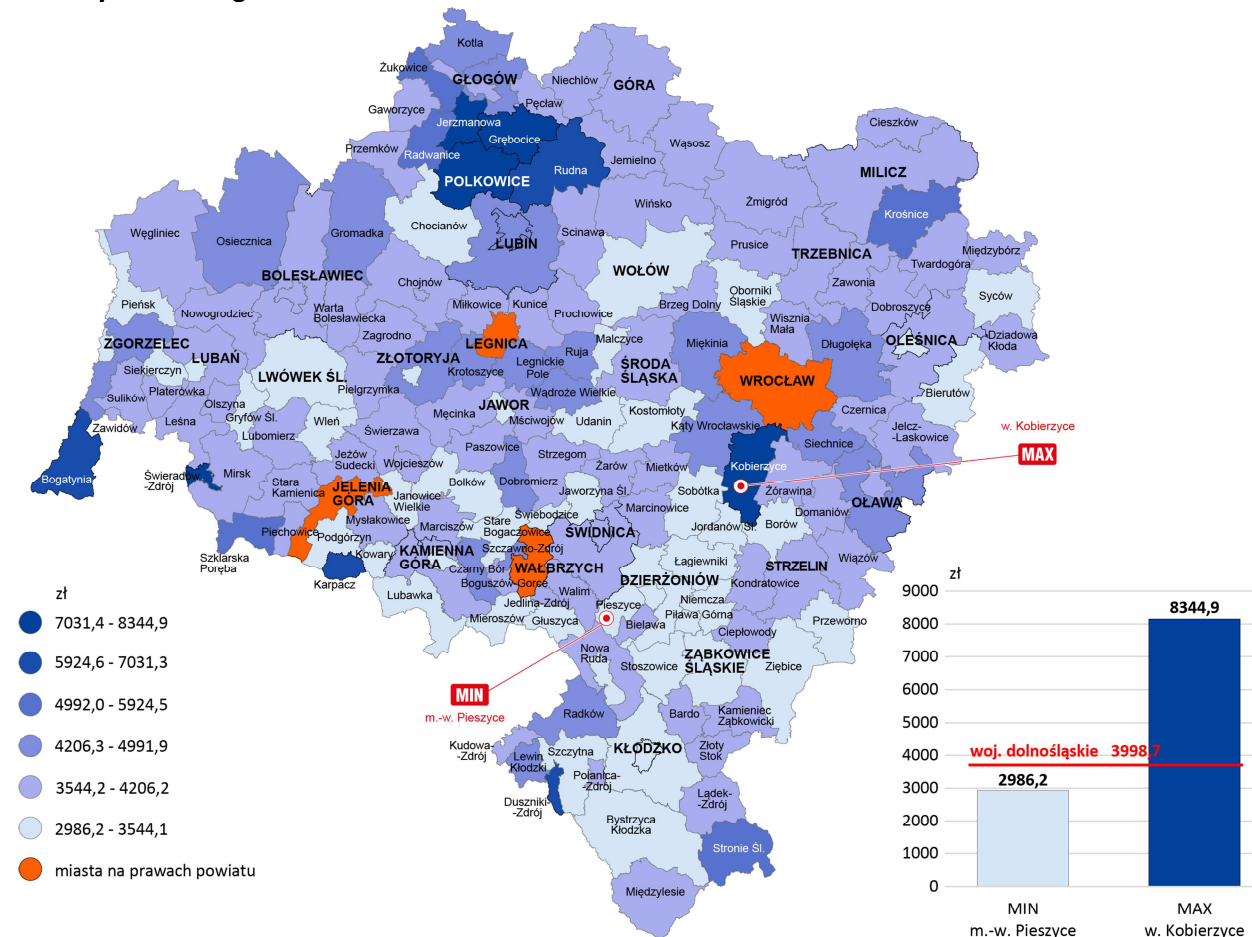 Kotla
Żukowice
GŁOGÓW
Niechlów
GÓRA
Pęcław
Gaworzyce
Jerzmanowa
Grębocice
Cieszków
Przemków
Radwanice
Jemielno
Wąsosz
Rudna
MILICZ
POLKOWICE
Wińsko
Żmigród
Krośnice
Chocianów
Węgliniec
Osiecznica
Gromadka
LUBIN
Scinawa
Prusice
TRZEBNICA
Międzybórz
Twardogóra
BOLESŁAWIEC
WOŁÓW
Chojnów
Zawonia
Oborniki
Śląskie
Syców
Pieńsk
Nowogrodziec
Warta
Bolesławiecka
Miłkowice
Kunice
Prochowice
Brzeg Dolny
Wisznia
Mała
Dobroszyce
Zagrodno
ZGORZELEC
LUBAŃ
ZŁOTORYJA
LEGNICA
Ruja
Malczyce
Miękinia
Długołęka
OLEŚNICA
Dziadowa
Kłoda
Siekierczyn
LWÓWEK ŚL.
Krotoszyce
Legnickie
Pole
ŚRODA
ŚLĄSKA
WROCŁAW
Sulików
Platerówka
Pielgrzymka
Wądroże Wielkie
Bierutów
Olszyna
Gryfów Śl.
JAWOR
Kostomłoty
Czernica
Zawidów
Leśna
Lubomierz
Wleń
Męcinka
Mściwojów
Udanin
Kąty Wrocławskie
Jelcz-
-Laskowice
w. Kobierzyce
Świerzawa
Paszowice
Siechnice
MAX
Jeżów
Sudecki
Wojcieszów
Strzegom
Żarów
Mietków
Kobierzyce
Bogatynia
Świeradów
-Zdrój
Mirsk
Stara
Kamienica
JELENIA
GÓRA
Janowice
Wielkie
Bolków
Dobromierz
Jaworzyna Śl.
Sobótka
Żórawina
Marcinowice
Domaniów
OŁAWA
Piechowice
Mysłakowice
Marciszów
Stare
Bogaczowice
Świebodzice
ŚWIDNICA
Jordanów Śl.
Borów
Szklarska
Poręba
Podgórzyn
Kowary
KAMIENNA
GÓRA
Szczawno-Zdrój
Łagiewniki
Wiązów
Czarny Bór
WAŁBRZYCH
STRZELIN
Karpacz
Boguszów-Gorce
DZIERŻONIÓW
Kondratowice
Lubawka
Walim
Niemcza
Jedlina-Zdrój
Pieszyce
Piława Górna
Mieroszów
Głuszyca
Bielawa
Przeworno
Ciepłowody
Nowa
Ruda
Stoszowice
ZĄBKOWICE
ŚLĄSKIE
Ziębice
MIN
m.-w. Pieszyce
Radków
Bardo
Kamieniec
Ząbkowicki
Kudowa-
-Zdrój
Szczytna
KŁODZKO
Złoty
Stok
Lewin
Kłodzki
Polanica-
-Zdrój
Duszniki-
-Zdrój
Lądek-
-Zdrój
Bystrzyca
Kłodzka
Stronie Śl.
Międzylesie
zł
7031,4 - 8344,9
5924,6 - 7031,3
4992,0 - 5924,5
4206,3 - 4991,9
3544,2 - 4206,2
2986,2 - 3544,1
miasta na prawach powiatu
zł
9000
8000
7000
6000
5000
4000
3000
2000
1000
0
8344,9
woj. dolnośląskie 3998,7
2986,2
MIN
m.-w. Pieszyce
MAX
w. Kobierzyce